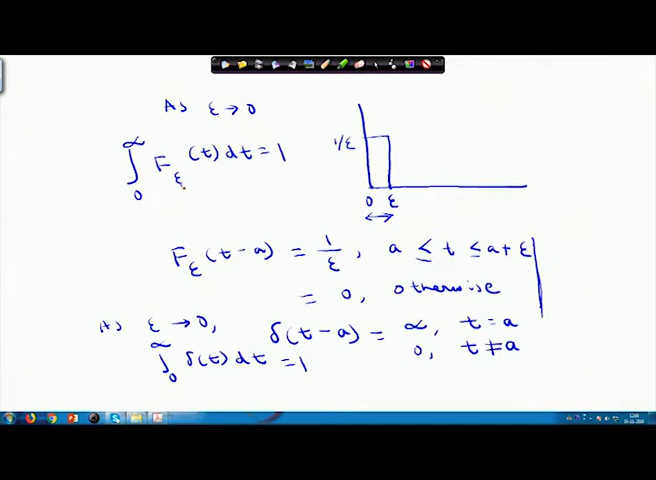 As ε → 0
∫₀^∞ F_ε (t) dt = 1
1/ε
0 ε
F_ε (t-a) = 1/ε , a ≤ t ≤ a+ε
= 0, otherwise
As ε → 0, δ(t-a) = ∞, t = a
∫₀^∞ δ(t) dt = 1 0, t ≠ a